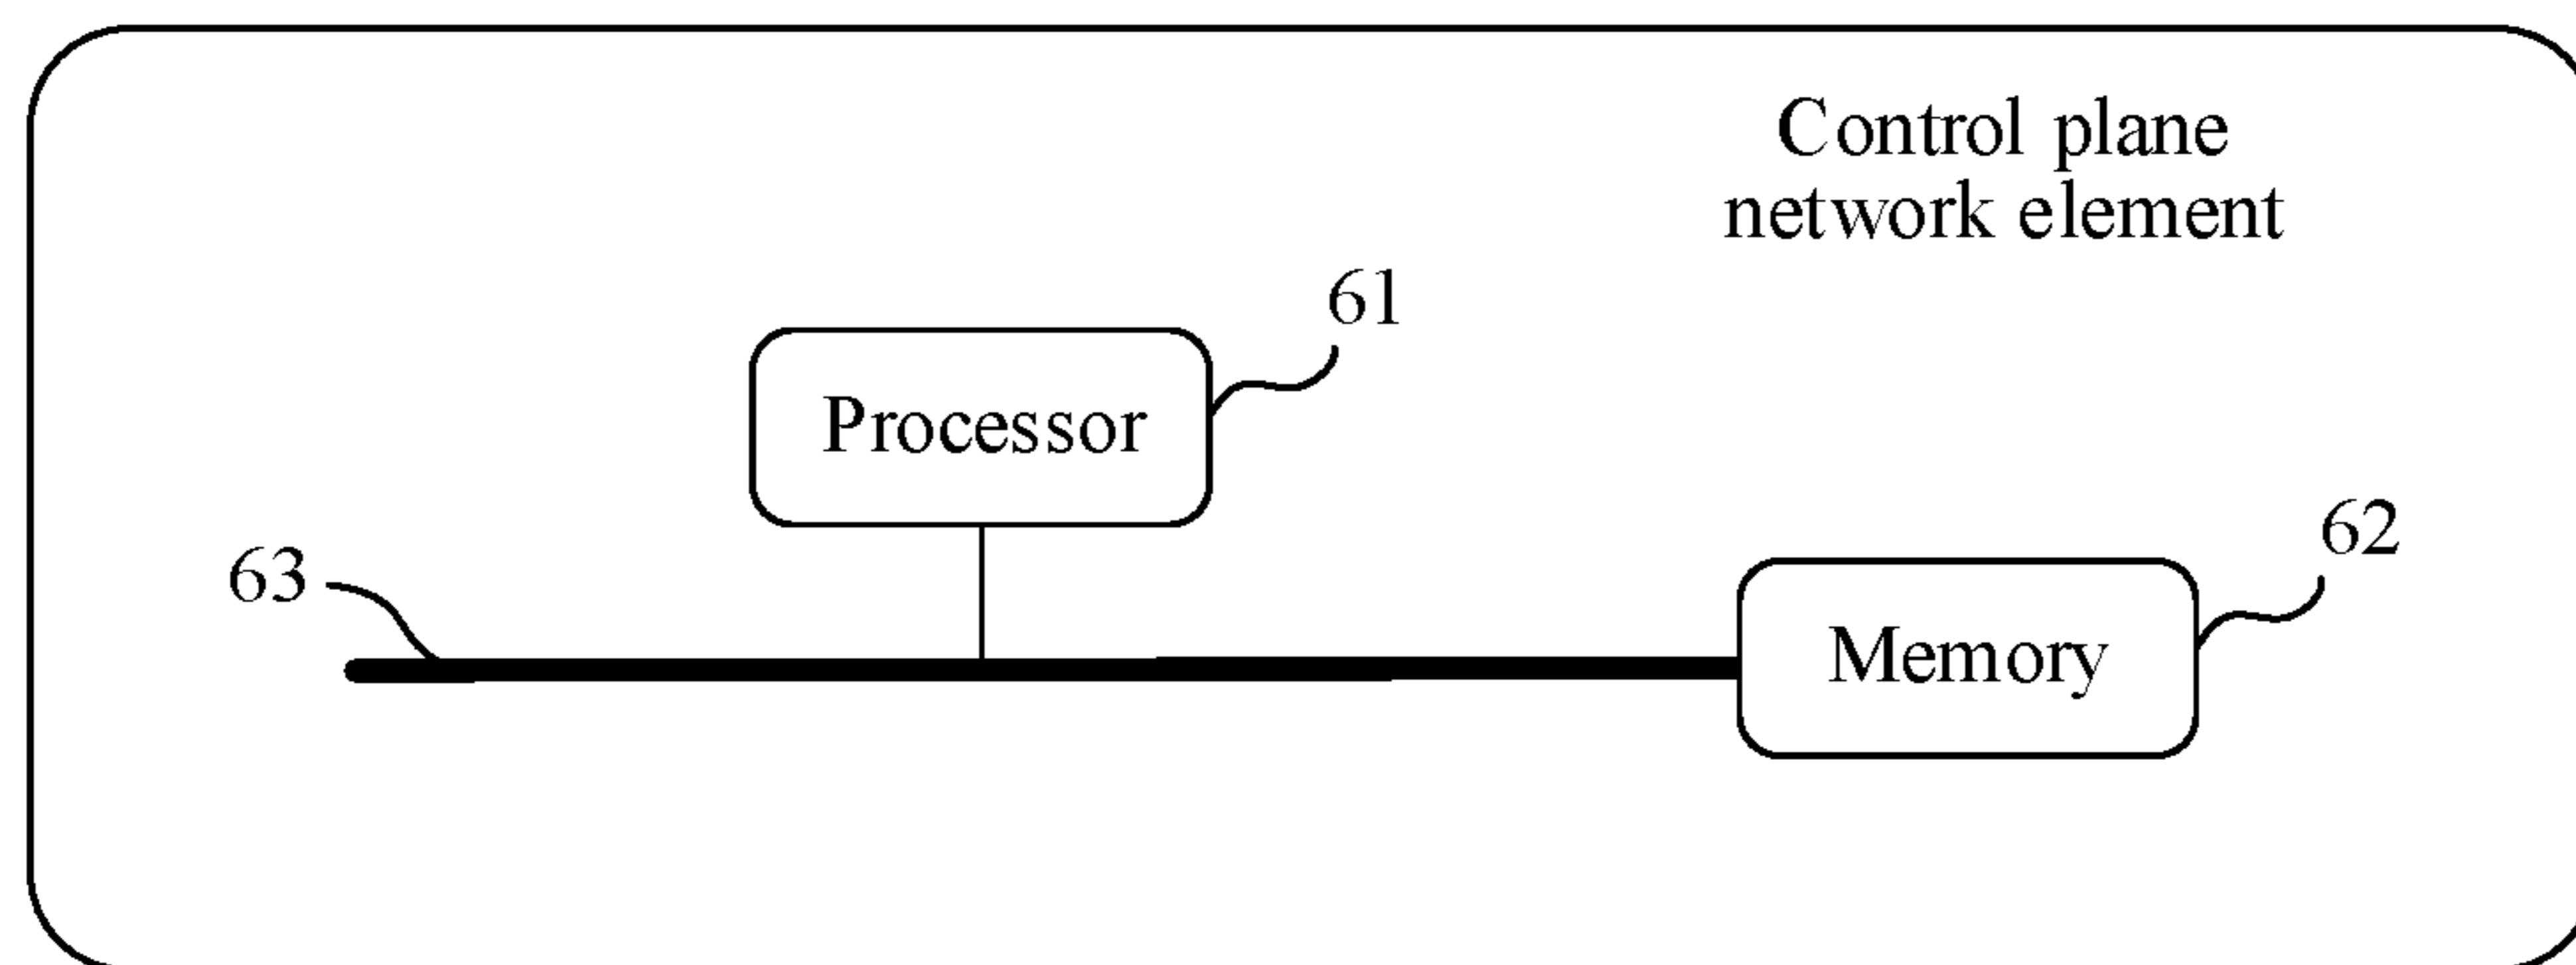 Control plane
network element
61
Processor
62
63
Memory